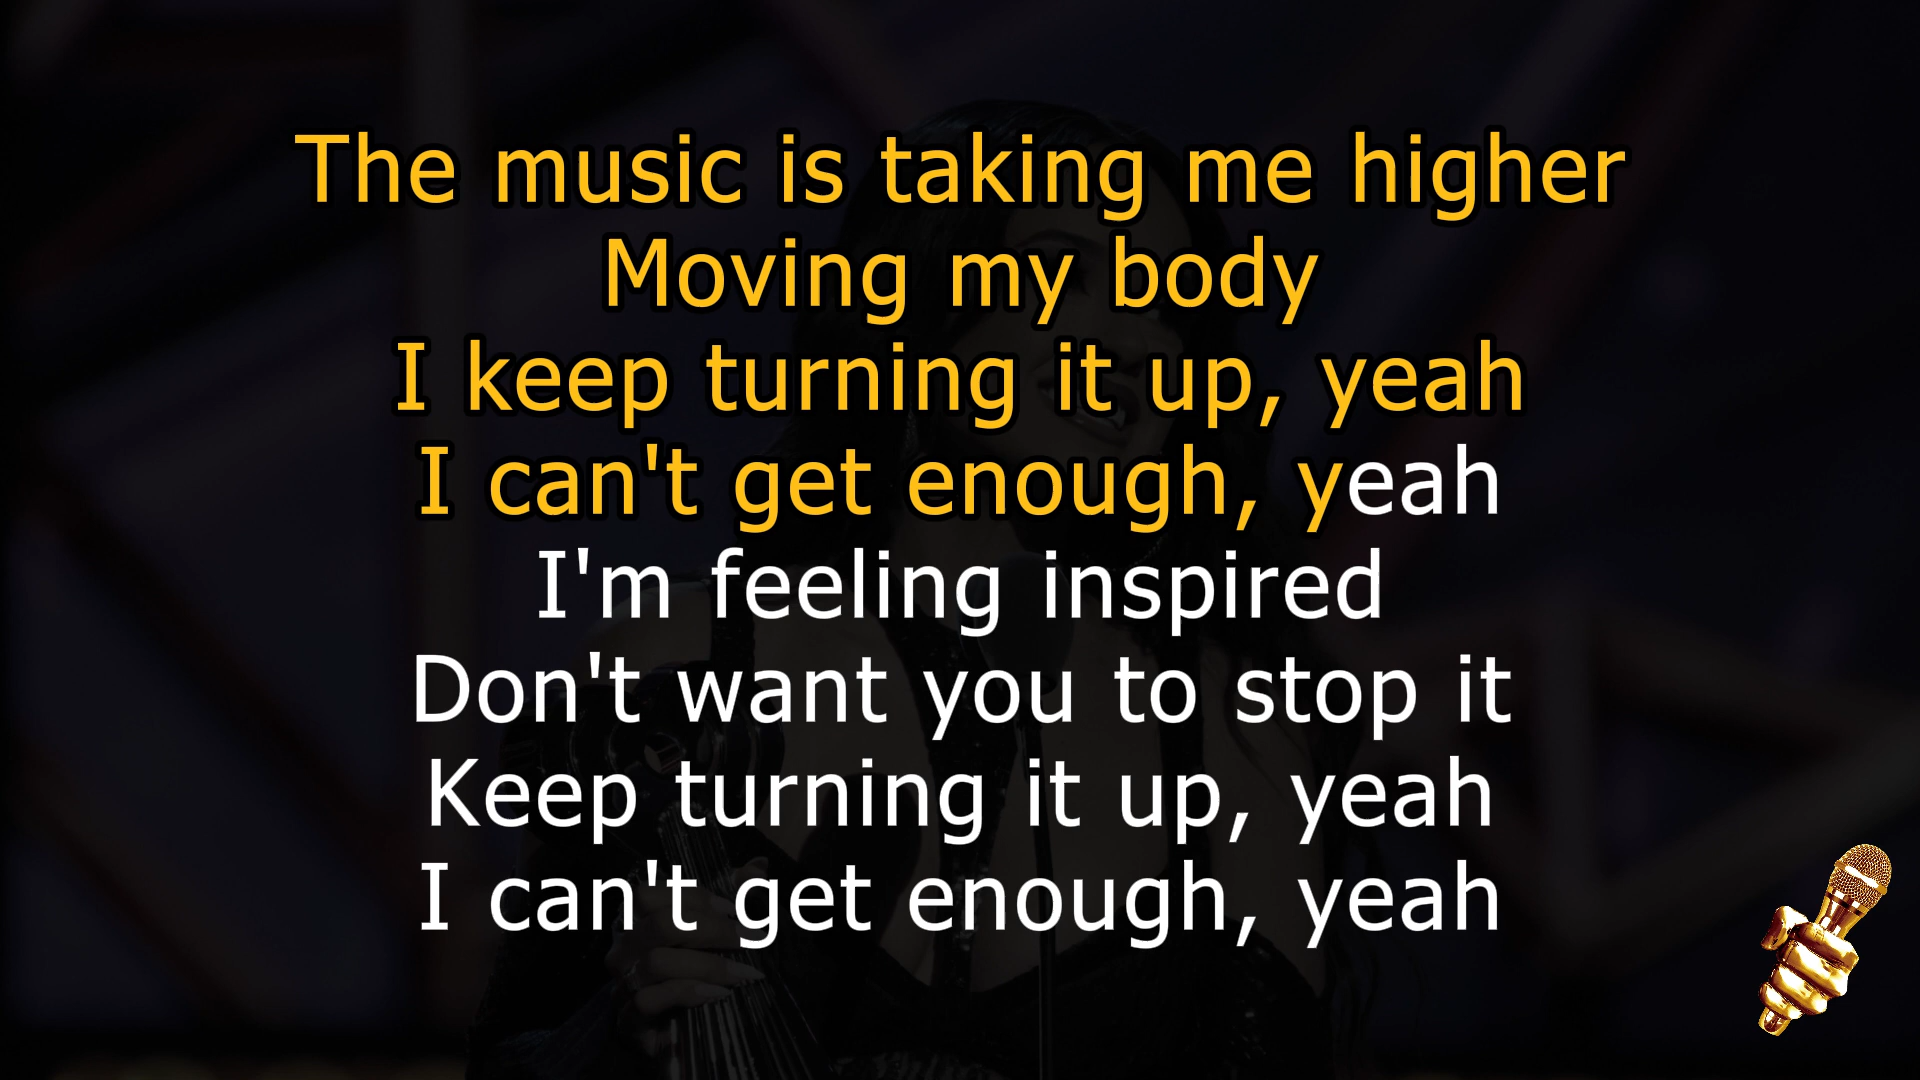 The music is taking me higher
Moving my body
I keep turning it up, yeah
I can't get enough, yeah
I'm feeling inspired
Don't want you to stop it
Keep turning it up, yeah
I can't get enough, yeah